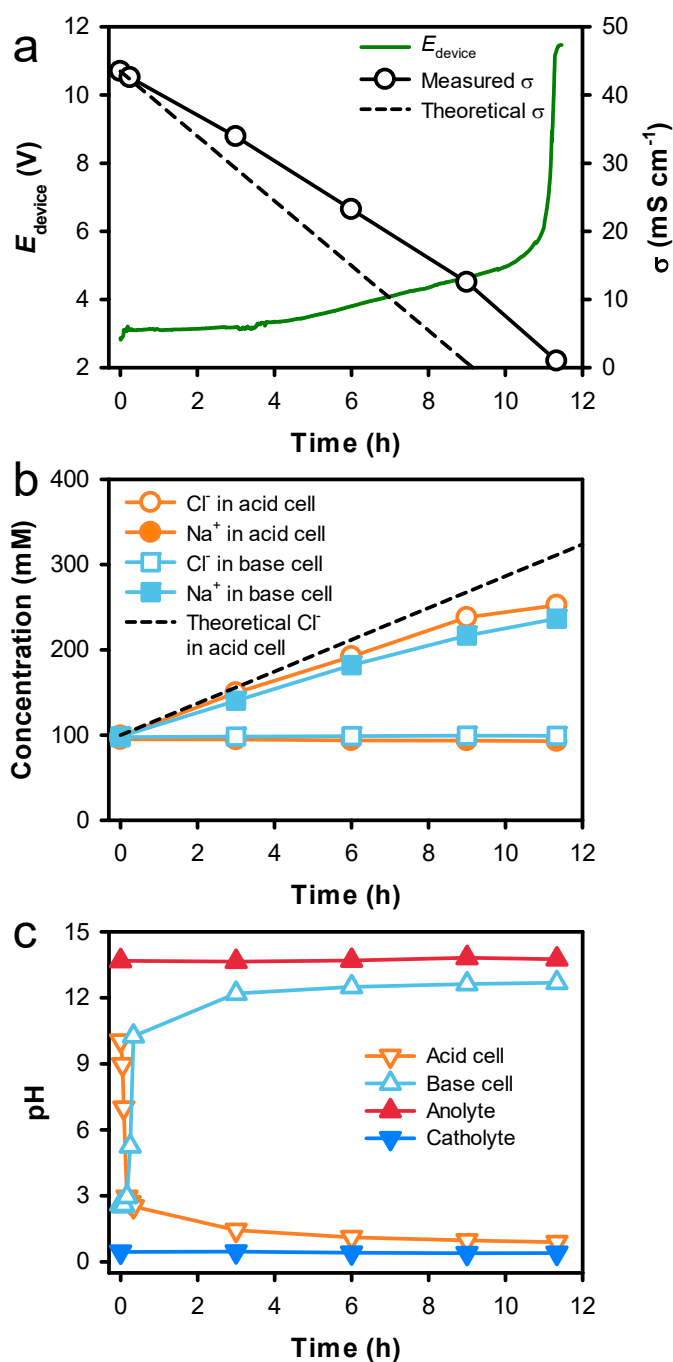 a
12
10
8
6
4
2
E_device (V)
50
40
30
20
10
0
σ (mS cm⁻¹)
E_device
Measured σ
Theoretical σ
0 2 4 6 8 10 12
Time (h)
b
400
300
200
100
0
Concentration (mM)
Cl⁻ in acid cell
Na⁺ in acid cell
Cl⁻ in base cell
Na⁺ in base cell
Theoretical Cl⁻
in acid cell
0 2 4 6 8 10 12
Time (h)
c
15
12
9
6
3
0
pH
Acid cell
Base cell
Anolyte
Catholyte
0 2 4 6 8 10 12
Time (h)